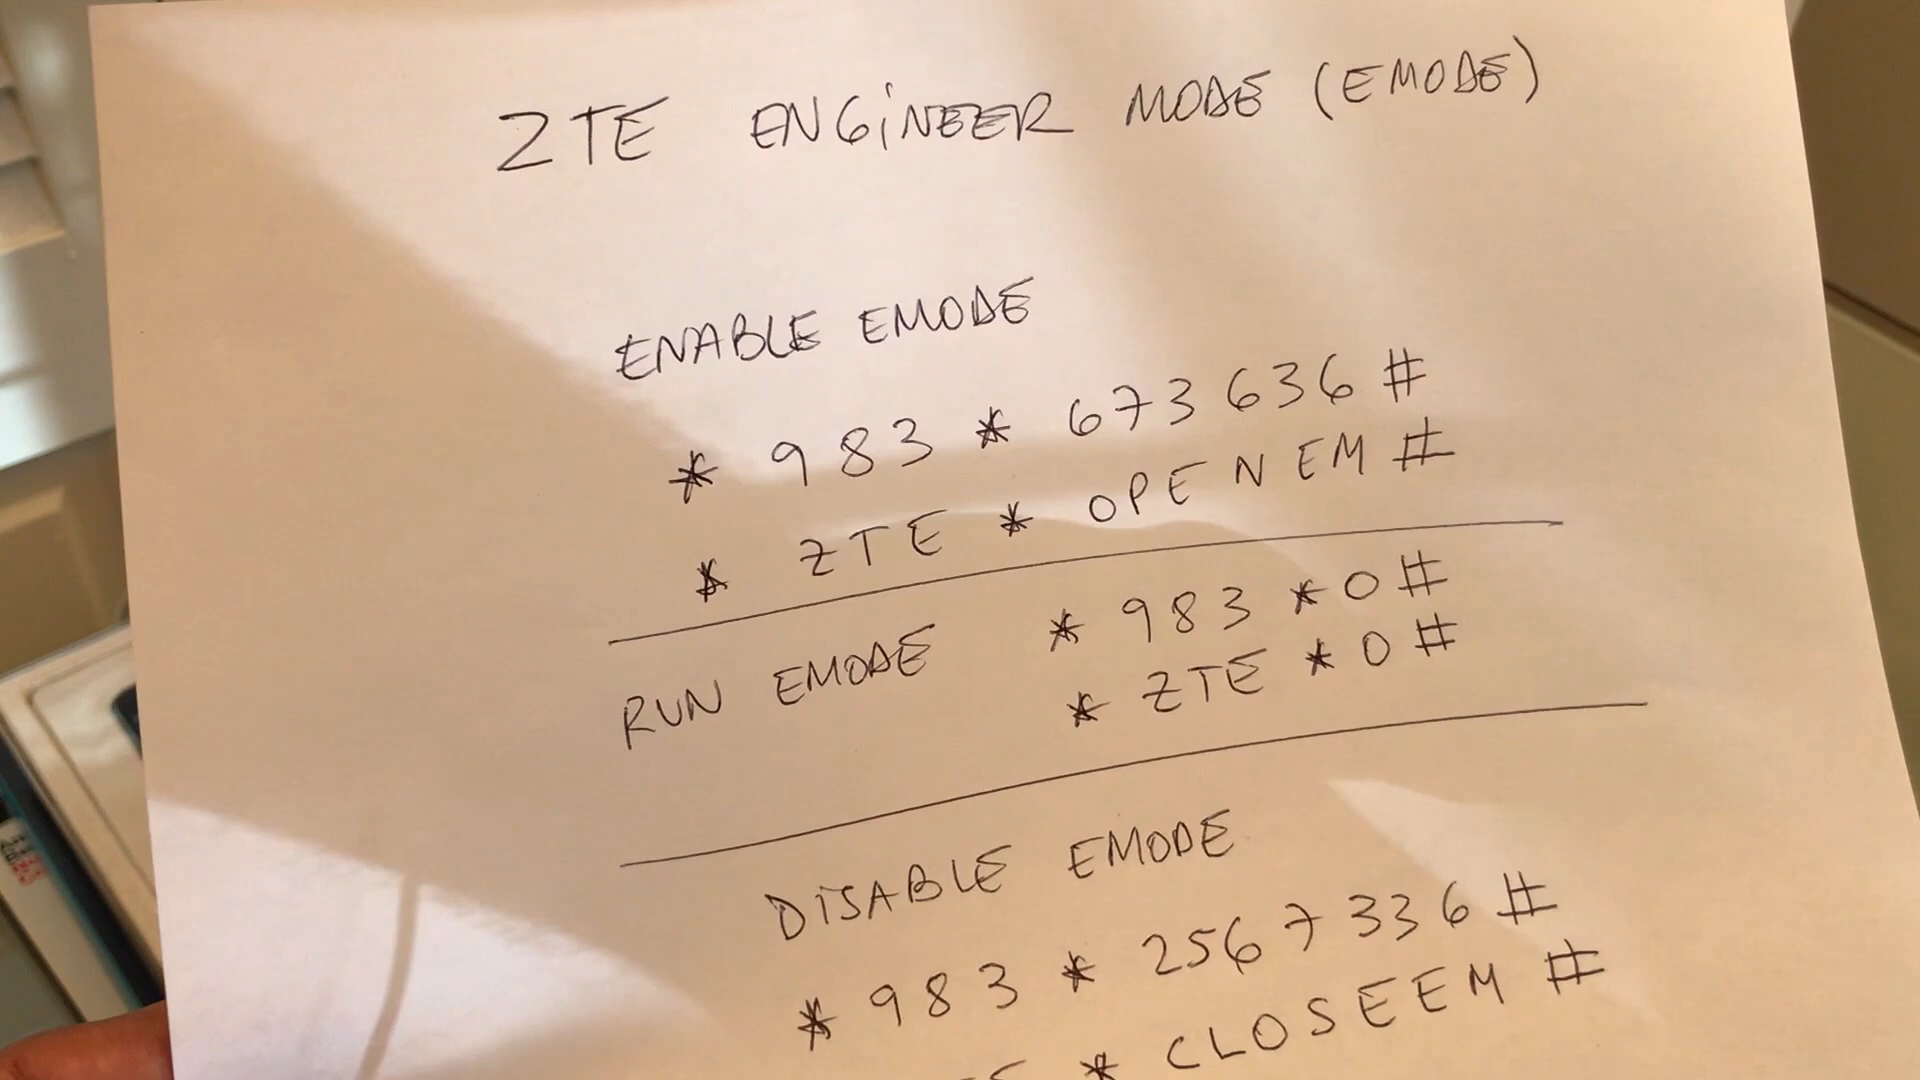 ZTE ENGiNEER MODE (EMODE)
ENABLE EMODE
* 983 * 673636 #
* ZTE * OPENEM #
RUN EMODE * 983 * 0 #
* ZTE * 0 #
DiSABLE EMODE
* 983 * 2567336 #
* CLOSEEM #